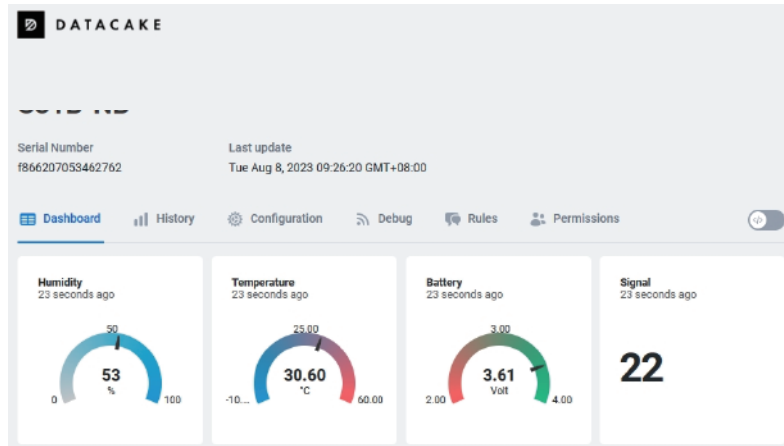 DATACAKE
Serial Number
f866207053462762
Last update
Tue Aug 8, 2023 09:26:20 GMT+08:00
Dashboard
History
Configuration
Debug
Rules
Permissions
Humidity
23 seconds ago
50
53
%
0
100
Temperature
23 seconds ago
25.00
30.60
°C
-10....
60.00
Battery
23 seconds ago
3.00
3.61
Volt
2.00
4.00
Signal
23 seconds ago
22